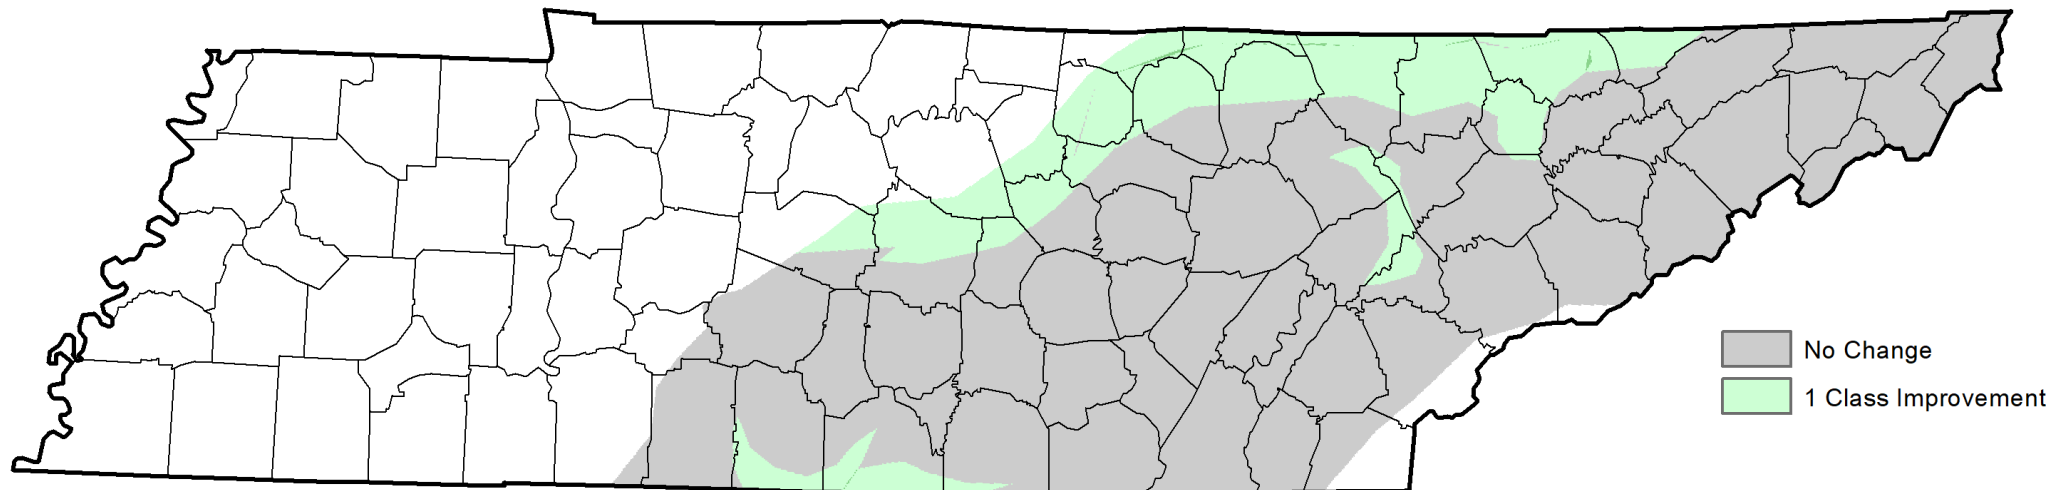 No Change
1 Class Improvement